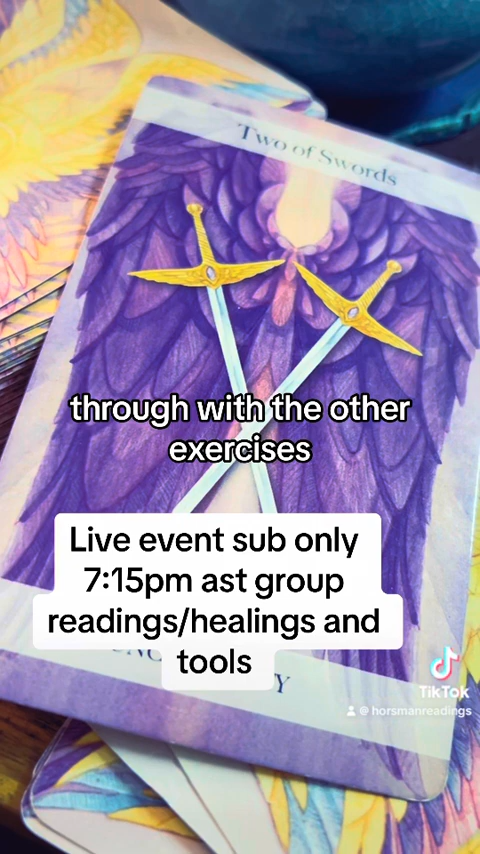 Two of Swords
through with the other
exercises
Live event sub only
7:15pm ast group
readings/healings and
tools
TikTok
@horsmanreadings